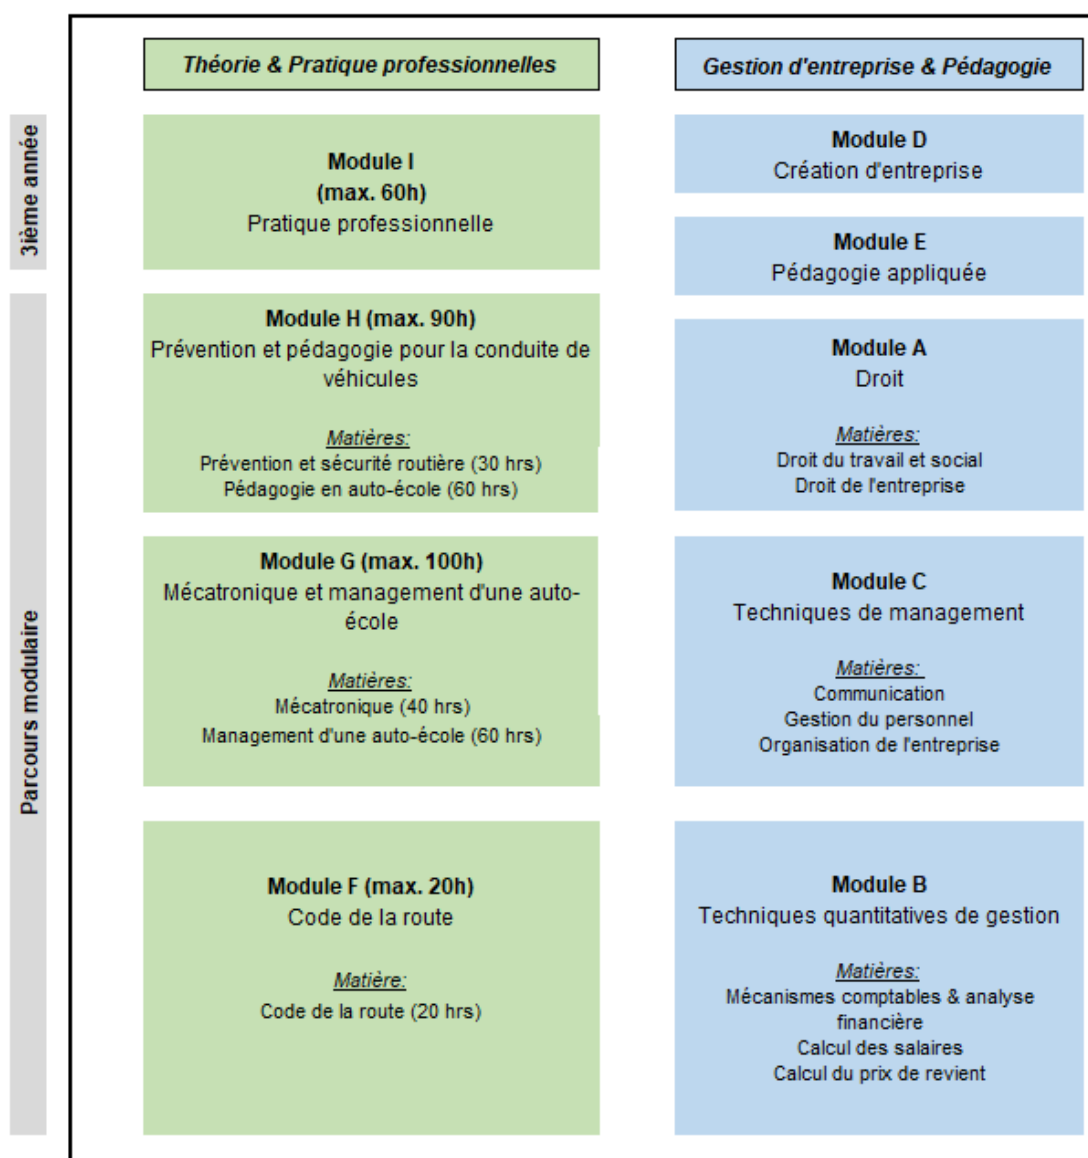 Théorie & Pratique professionnelles
Gestion d'entreprise & Pédagogie
3ième année
Module I
(max. 60h)
Pratique professionnelle
Module D
Création d'entreprise
Module E
Pédagogie appliquée
Parcours modulaire
Module H (max. 90h)
Prévention et pédagogie pour la conduite de
véhicules
Matières:
Prévention et sécurité routière (30 hrs)
Pédagogie en auto-école (60 hrs)
Module A
Droit
Matières:
Droit du travail et social
Droit de l'entreprise
Module G (max. 100h)
Mécatronique et management d'une auto-
école
Matières:
Mécatronique (40 hrs)
Management d'une auto-école (60 hrs)
Module C
Techniques de management
Matières:
Communication
Gestion du personnel
Organisation de l'entreprise
Module F (max. 20h)
Code de la route
Matière:
Code de la route (20 hrs)
Module B
Techniques quantitatives de gestion
Matières:
Mécanismes comptables & analyse
financière
Calcul des salaires
Calcul du prix de revient